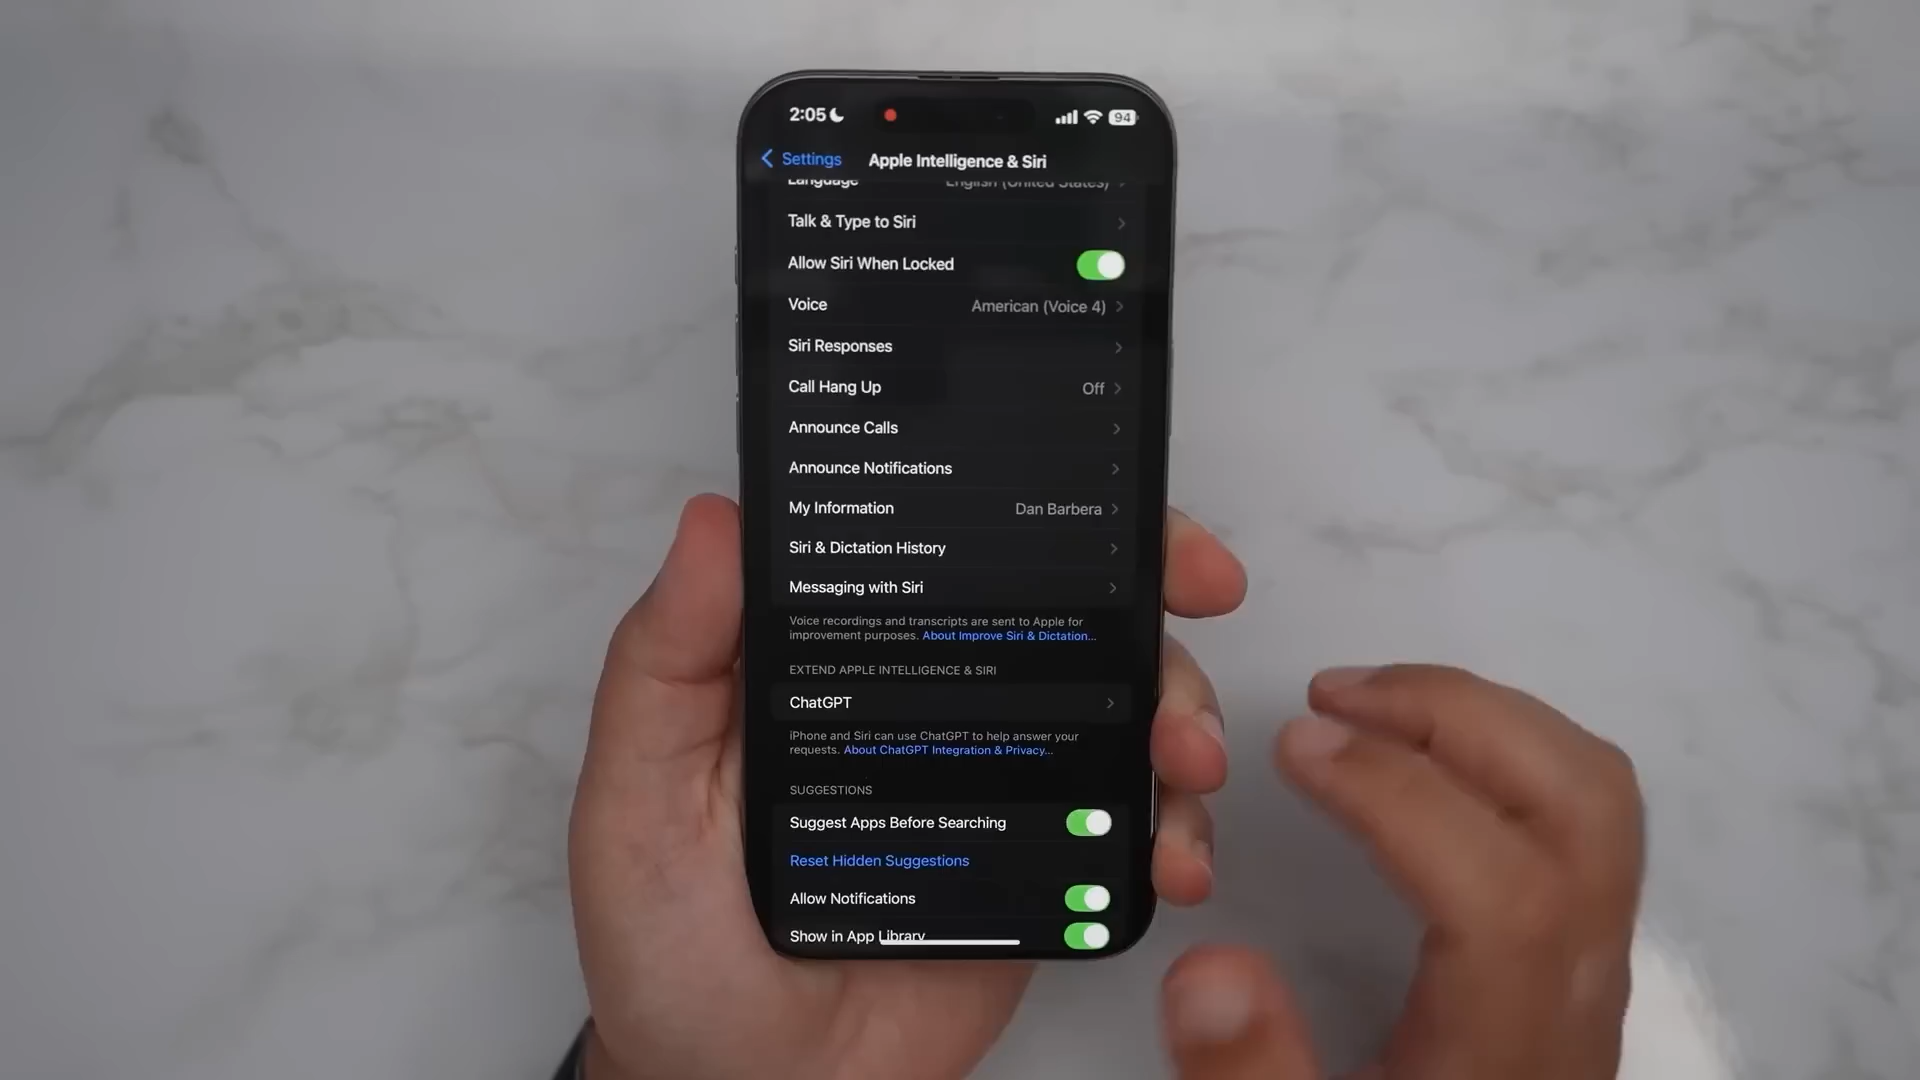 2:05
94
Settings
Apple Intelligence & Siri
Language English (United States)
Talk & Type to Siri
Allow Siri When Locked
Voice American (Voice 4)
Siri Responses
Call Hang Up Off
Announce Calls
Announce Notifications
My Information Dan Barbera
Siri & Dictation History
Messaging with Siri
Voice recordings and transcripts are sent to Apple for
improvement purposes. About Improve Siri & Dictation...
EXTEND APPLE INTELLIGENCE & SIRI
ChatGPT
iPhone and Siri can use ChatGPT to help answer your
requests. About ChatGPT Integration & Privacy...
SUGGESTIONS
Suggest Apps Before Searching
Reset Hidden Suggestions
Allow Notifications
Show in App Library